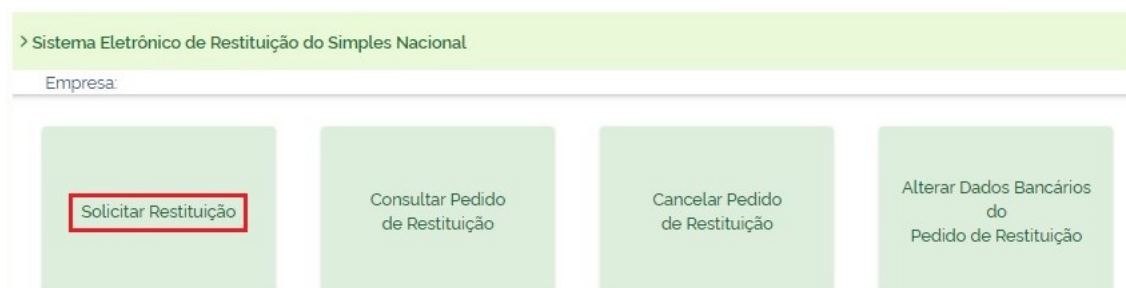 > Sistema Eletrônico de Restituição do Simples Nacional
Empresa:
Solicitar Restituição
Consultar Pedido
de Restituição
Cancelar Pedido
de Restituição
Alterar Dados Bancários
do
Pedido de Restituição